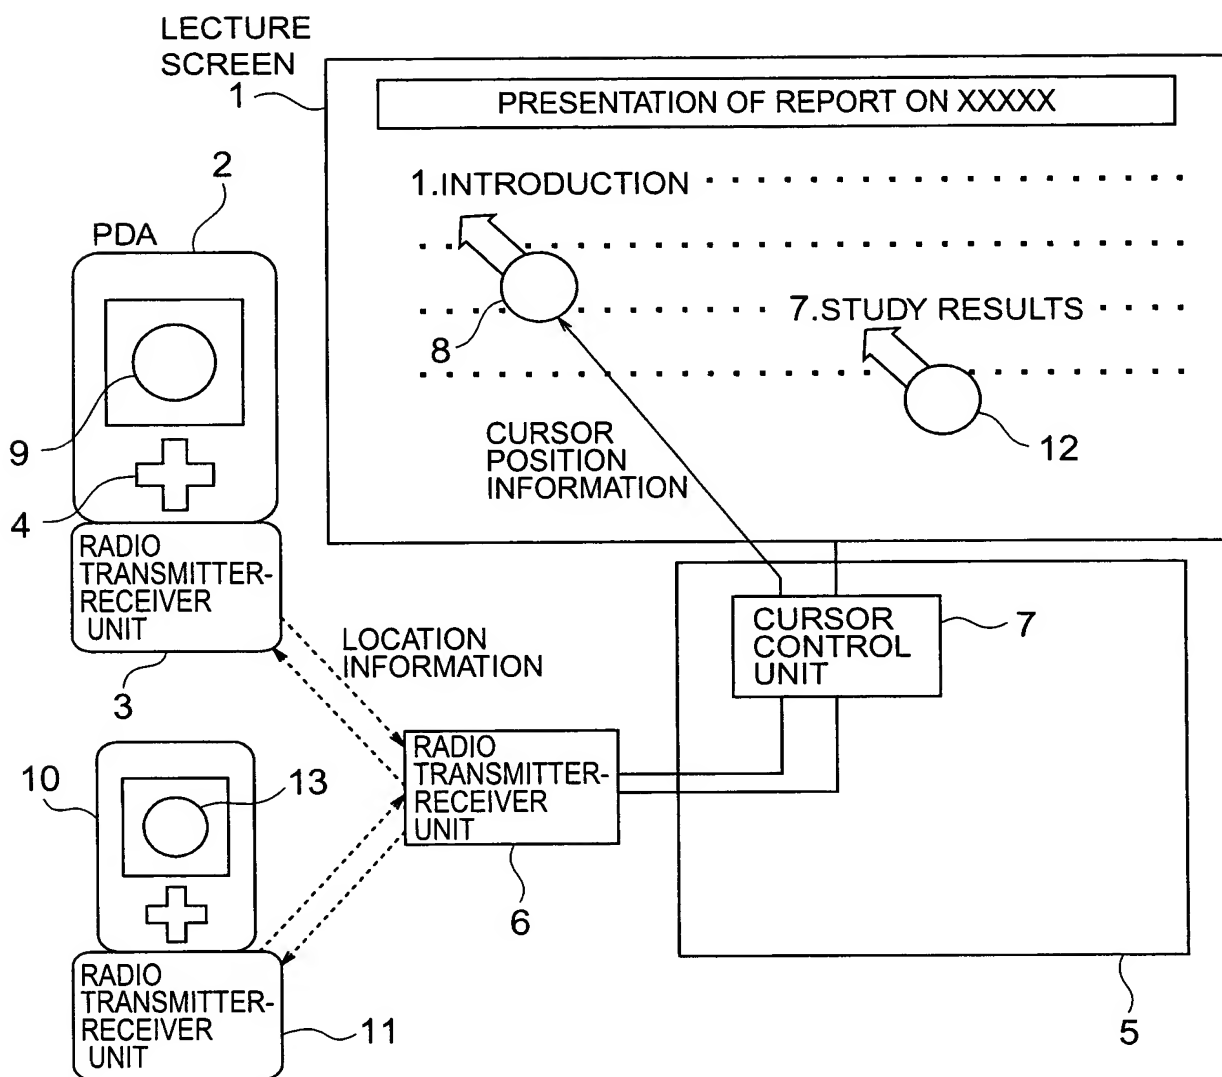 LECTURE
SCREEN
1
PRESENTATION OF REPORT ON XXXXX
1.INTRODUCTION
2
PDA
8
7.STUDY RESULTS
9
12
CURSOR
POSITION
INFORMATION
4
RADIO
TRANSMITTER-
RECEIVER
UNIT
3
LOCATION
INFORMATION
CURSOR
CONTROL
UNIT
7
10
13
RADIO
TRANSMITTER-
RECEIVER
UNIT
6
RADIO
TRANSMITTER-
RECEIVER
UNIT
11
5